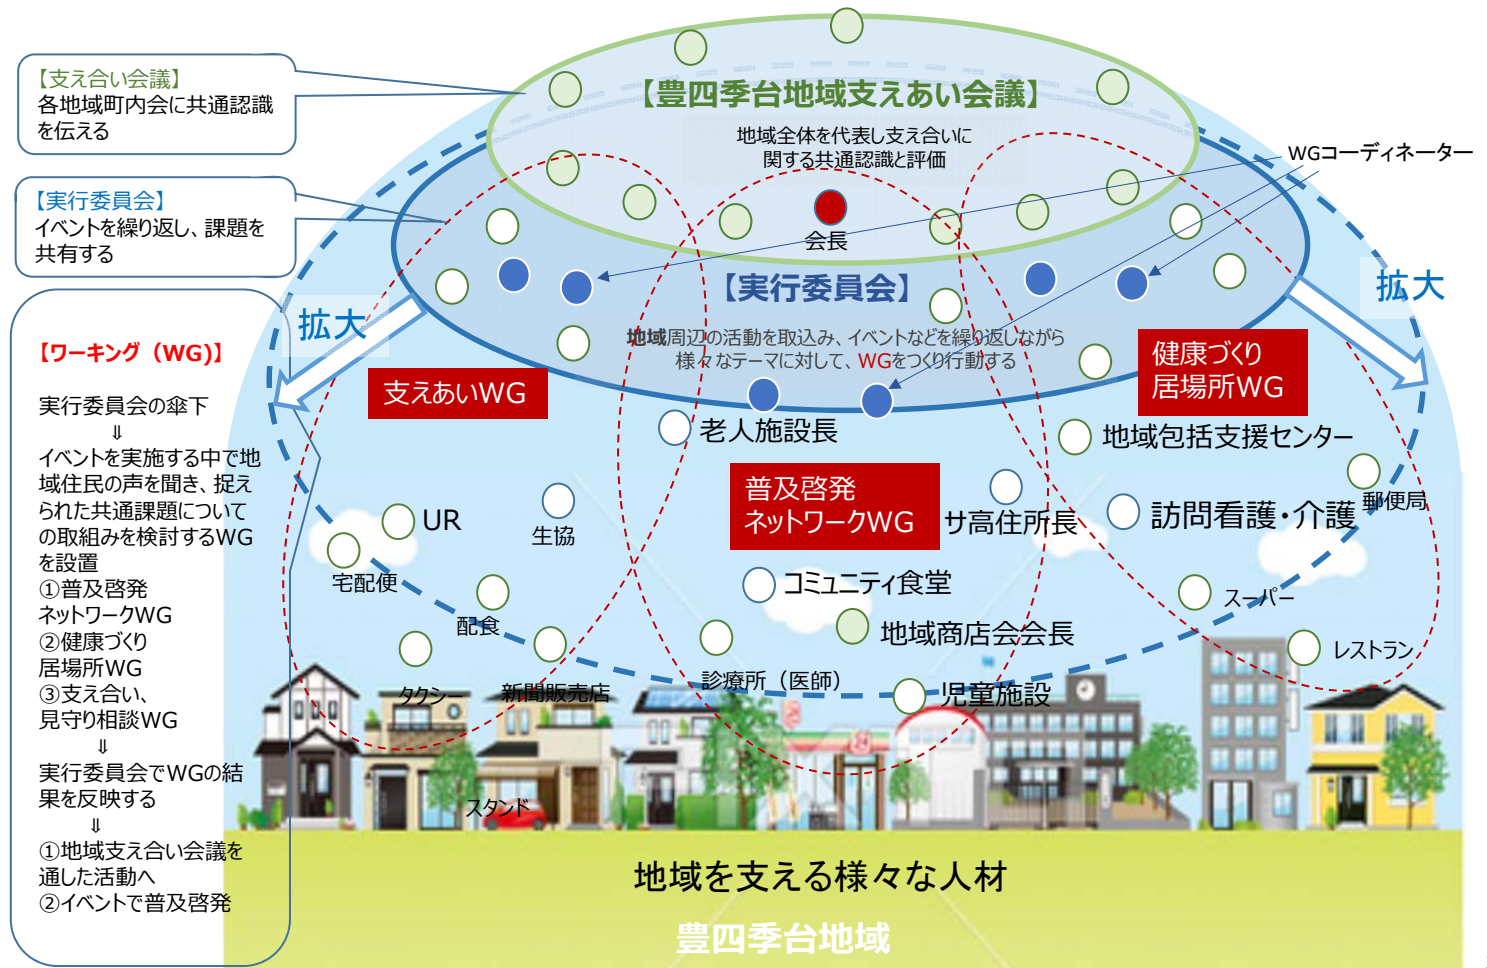 【支え合い会議】
各地域町内会に共通認識
を伝える
【豊四季台地域支えあい会議】
地域全体を代表し支え合いに
関する共通認識と評価
WGコーディネーター
【実行委員会】
イベントを繰り返し、課題を
共有する
会長
【実行委員会】
地域周辺の活動を取込み、イベントなどを繰り返しながら
様々なテーマに対して、WGをつくり行動する
拡大
拡大
【ワーキング（WG)】
実行委員会の傘下
⇓
イベントを実施する中で地
域住民の声を聞き、捉え
られた共通課題について
の取組みを検討するWG
を設置
①普及啓発
ネットワークWG
②健康づくり
居場所WG
③支え合い、
見守り相談WG
⇓
実行委員会でWGの結
果を反映する
⇓
①地域支え合い会議を
通した活動へ
②イベントで普及啓発
支えあいWG
健康づくり
居場所WG
老人施設長
地域包括支援センター
普及啓発
ネットワークWG
UR
生協
サ高住所長
訪問看護・介護
郵便局
宅配便
コミュニティ食堂
配食
スーパー
地域商店会会長
レストラン
タクシー
新聞販売店
診療所（医師）
児童施設
スタンド
地域を支える様々な人材
豊四季台地域